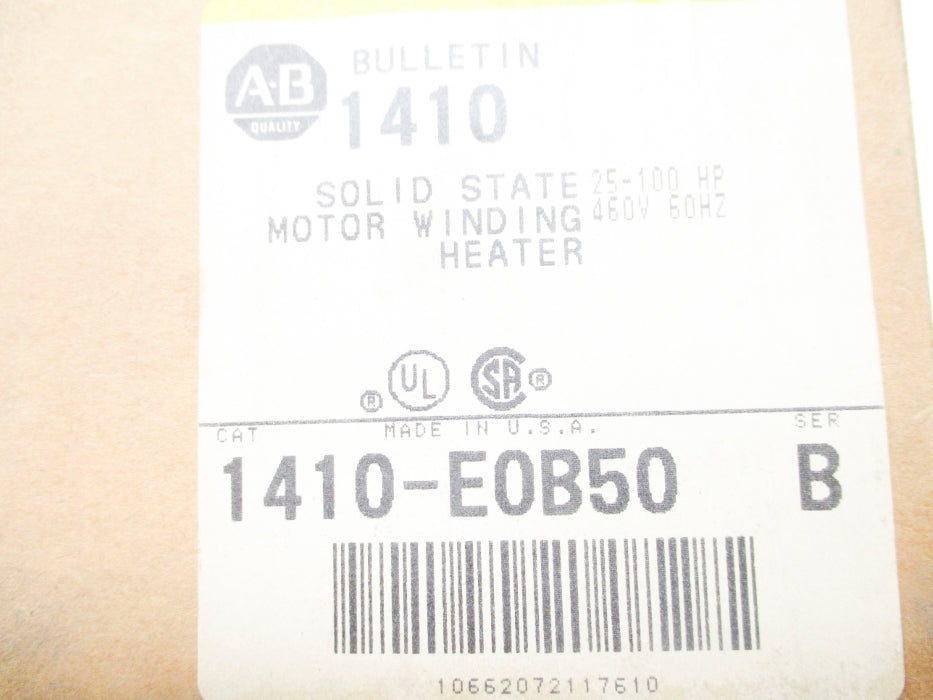 A-B
QUALITY
BULLETIN
1410
SOLID STATE 25-100 HP
MOTOR WINDING 460V 60HZ
HEATER
® UL SA ®
MADE IN U.S.A.
CAT SER
1410-E0B50 B
10662072117610